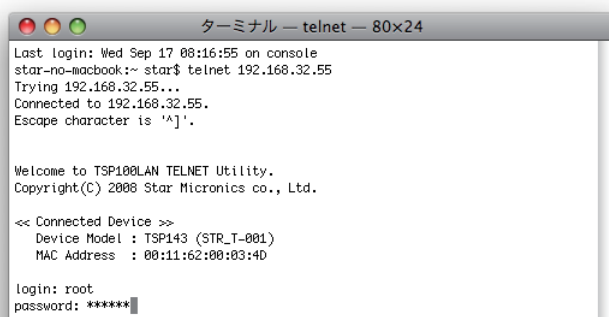 ターミナル — telnet — 80×24
Last login: Wed Sep 17 08:16:55 on console
star-no-macbook:~ star$ telnet 192.168.32.55
Trying 192.168.32.55...
Connected to 192.168.32.55.
Escape character is '^]'.
Welcome to TSP100LAN TELNET Utility.
Copyright(C) 2008 Star Micronics co., Ltd.
<< Connected Device >>
Device Model : TSP143 (STR_T-001)
MAC Address : 00:11:62:00:03:4D
login: root
password: ******